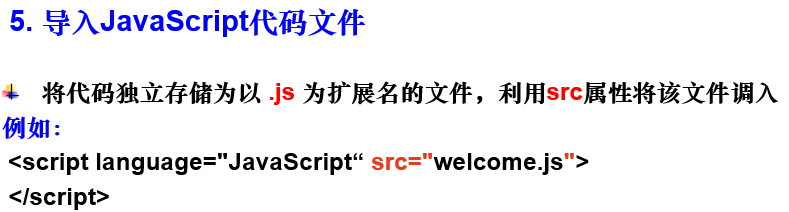 5. 导入JavaScript代码文件
将代码独立存储为以 .js 为扩展名的文件，利用src属性将该文件调入
例如：
<script language="JavaScript“ src="welcome.js">
</script>